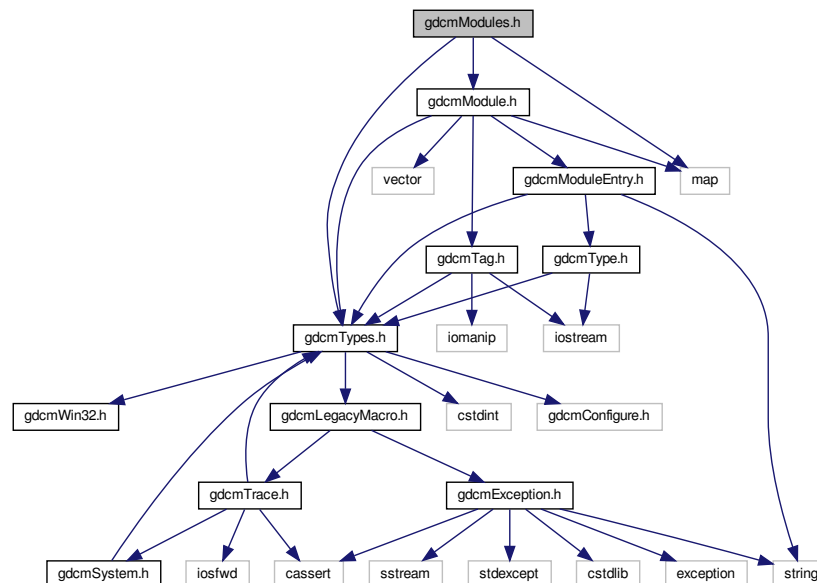 gdcmModules.h
gdcmModule.h
vector
gdcmModuleEntry.h
map
gdcmTag.h
gdcmType.h
gdcmTypes.h
iomanip
iostream
gdcmWin32.h
gdcmLegacyMacro.h
cstdint
gdcmConfigure.h
gdcmTrace.h
gdcmException.h
gdcmSystem.h
iosfwd
cassert
sstream
stdexcept
cstdlib
exception
string